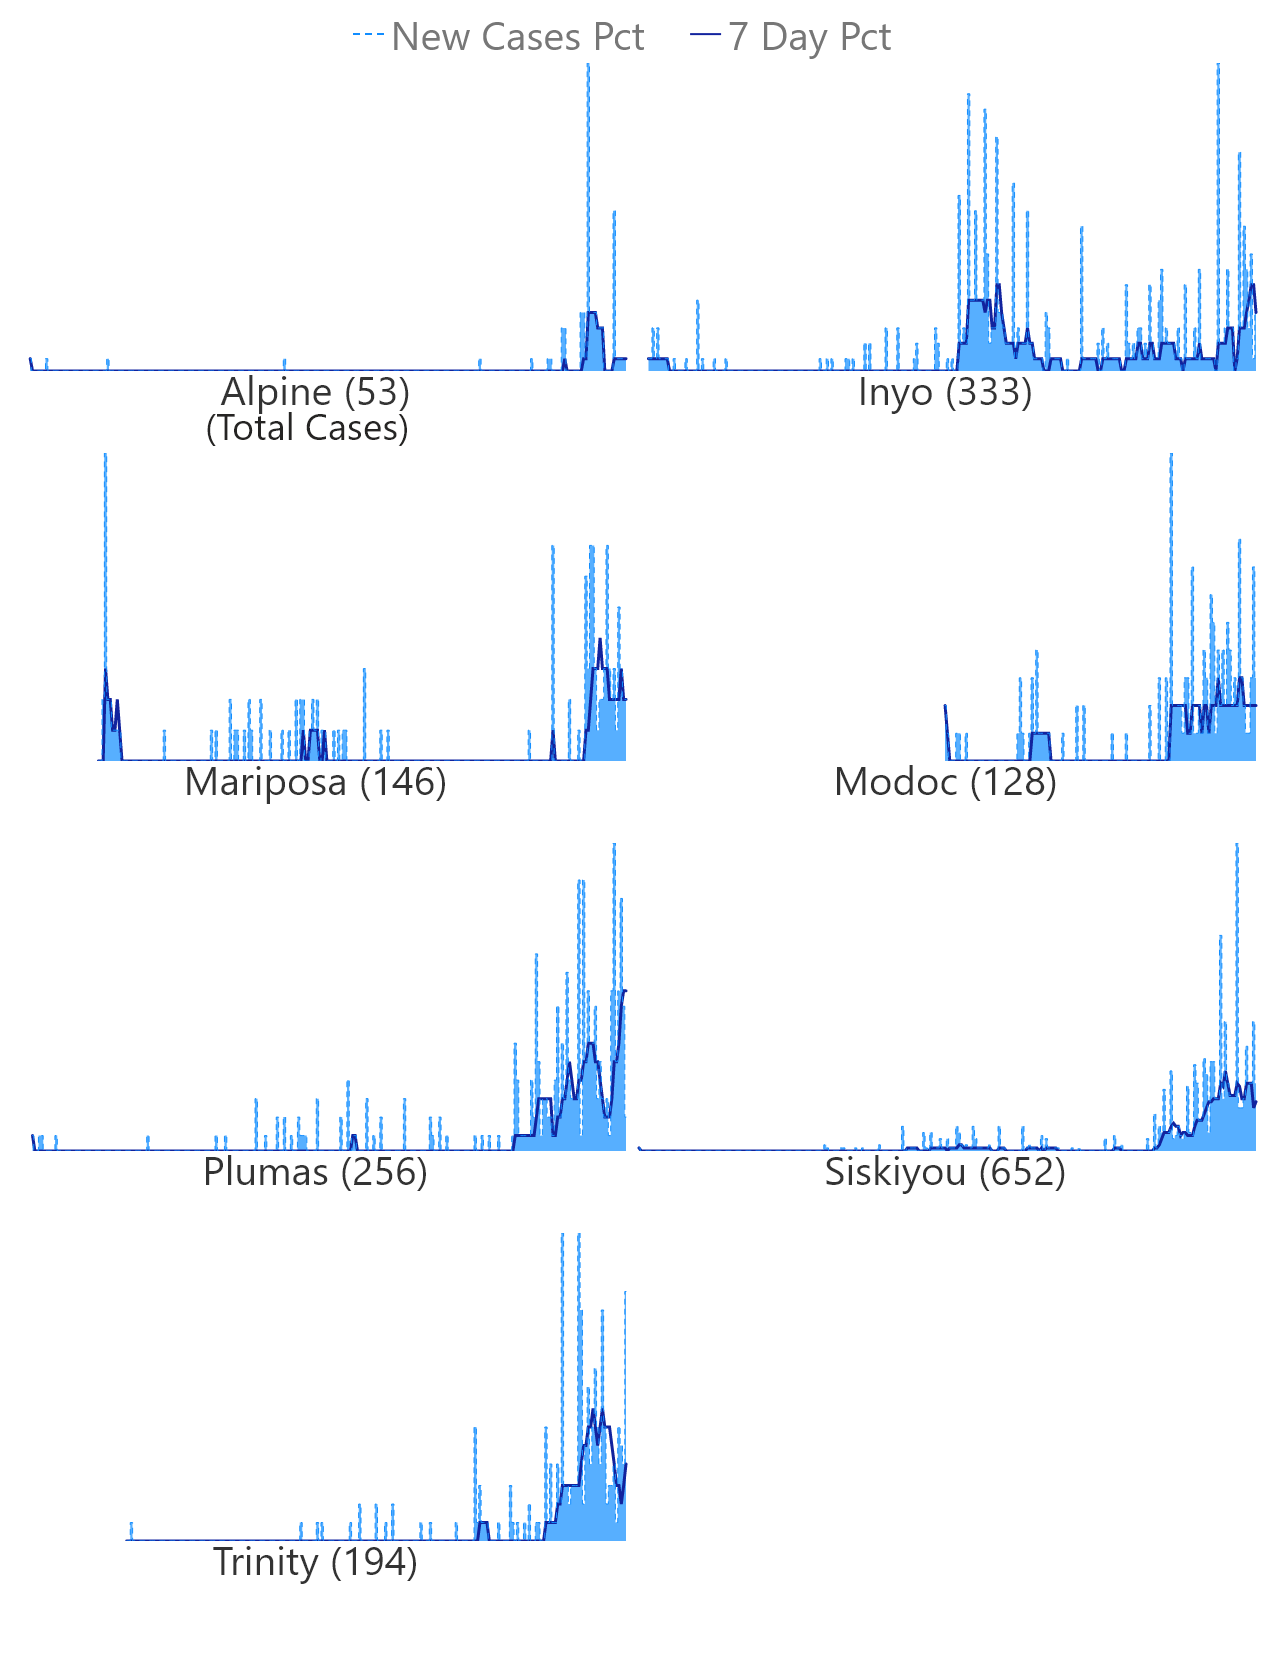 New Cases Pct 7 Day Pct
Alpine (53) Inyo (333)
(Total Cases)
Mariposa (146) Modoc (128)
Plumas (256) Siskiyou (652)
Trinity (194)